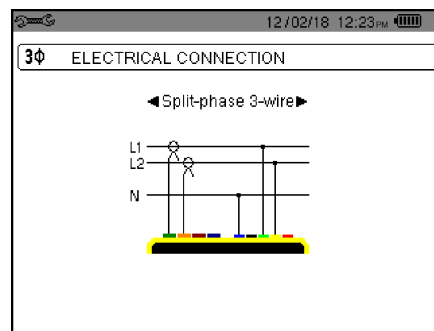 12/02/18 12:23PM
3Φ ELECTRICAL CONNECTION
◄Split-phase 3-wire►
L1
L2
N